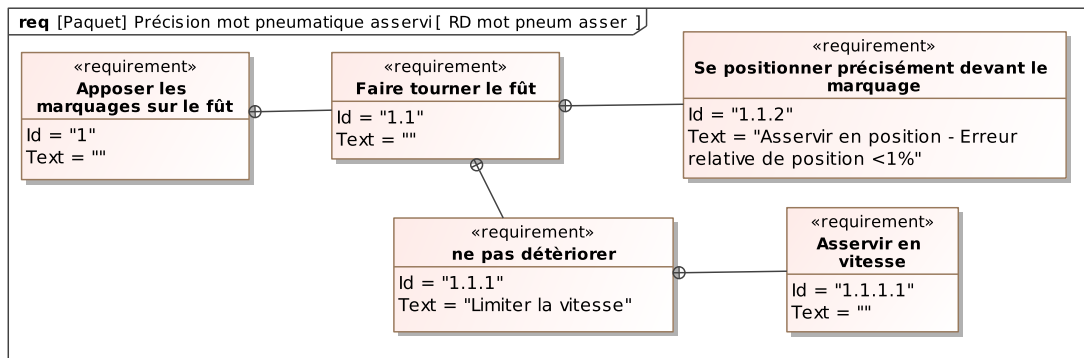 req [Paquet] Précision mot pneumatique asservi[ RD mot pneum asser ]
«requirement»
Apposer les
marquages sur le fût
Id = "1"
Text = ""
«requirement»
Faire tourner le fût
Id = "1.1"
Text = ""
«requirement»
Se positionner précisément devant le
marquage
Id = "1.1.2"
Text = "Asservir en position - Erreur
relative de position <1%"
«requirement»
ne pas détèriorer
Id = "1.1.1"
Text = "Limiter la vitesse"
«requirement»
Asservir en
vitesse
Id = "1.1.1.1"
Text = ""